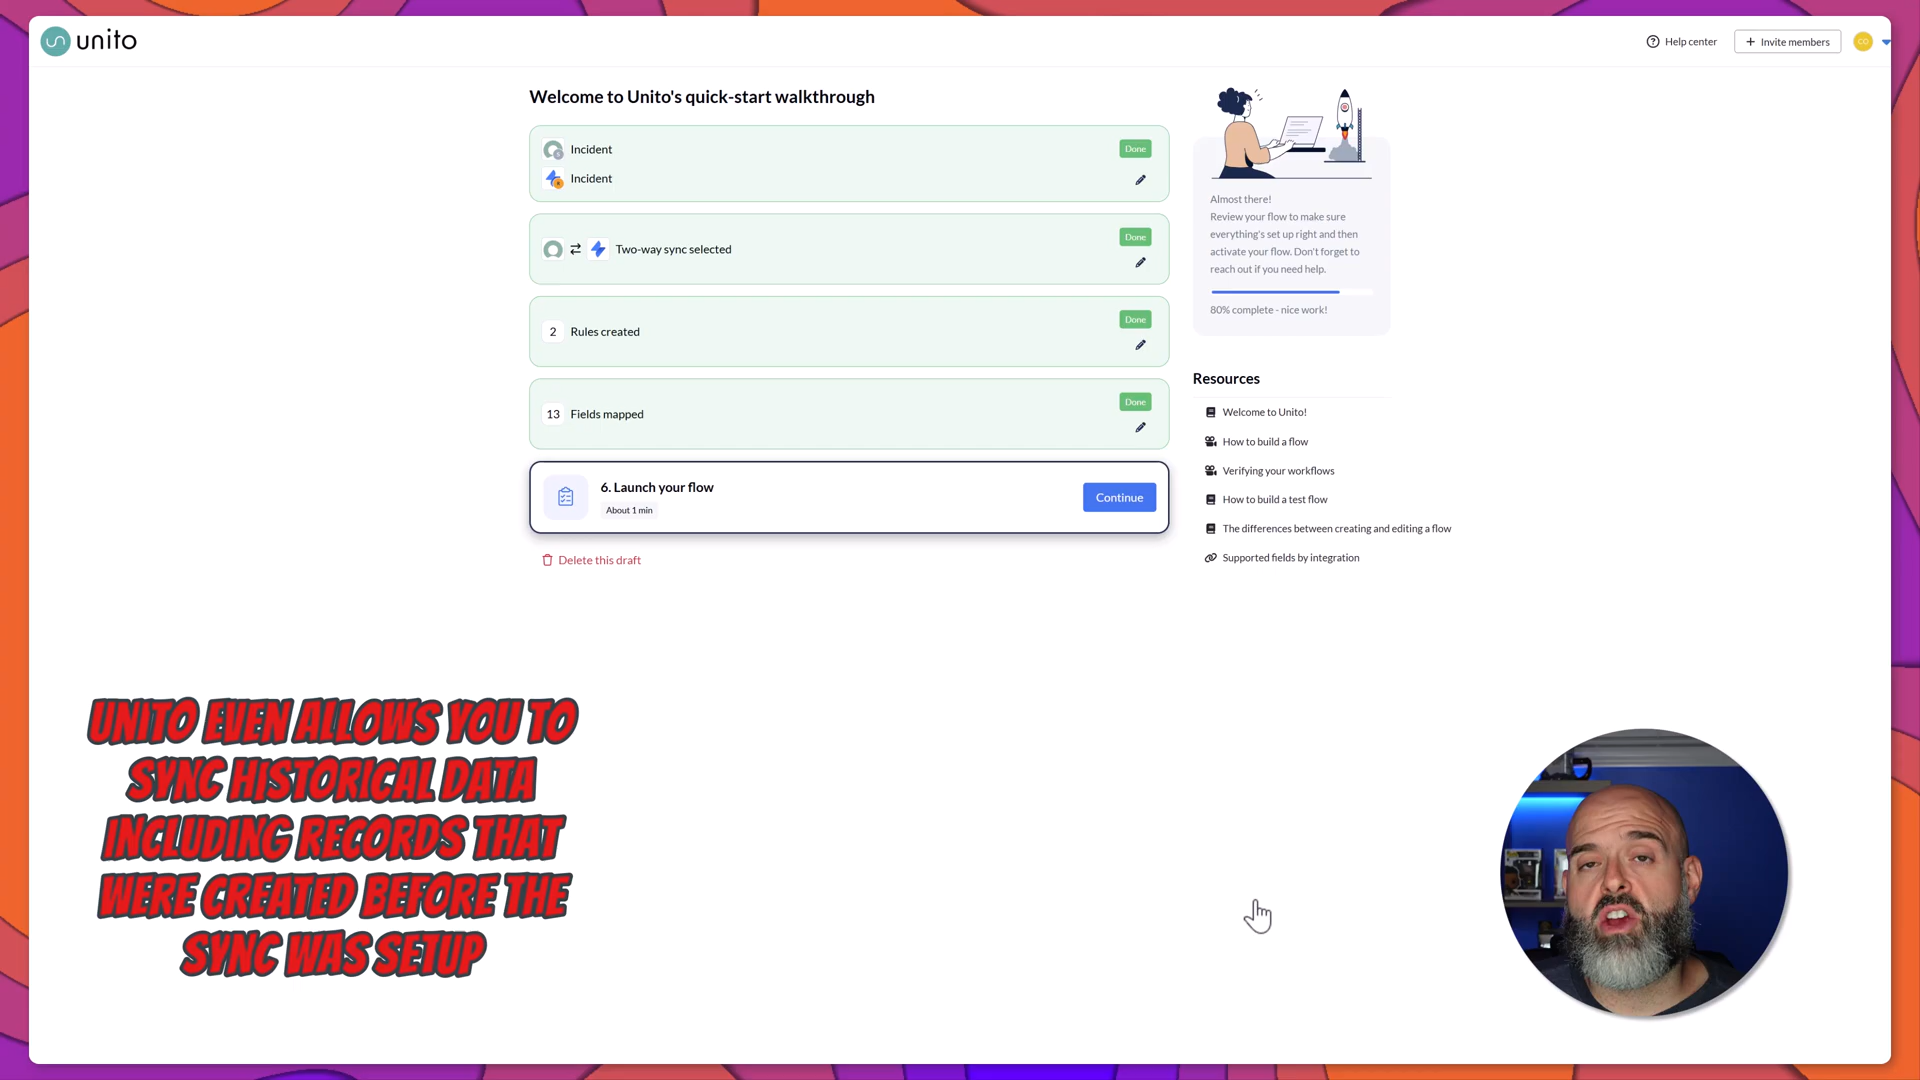 unito
Help center
Invite members
CO
Welcome to Unito's quick-start walkthrough
Incident
Done
Incident
Two-way sync selected
Done
2 Rules created
Done
13 Fields mapped
Done
6. Launch your flow
About 1 min
Continue
Delete this draft
Almost there!
Review your flow to make sure
everything's set up right and then
activate your flow. Don't forget to
reach out if you need help.
80% complete - nice work!
Resources
Welcome to Unito!
How to build a flow
Verifying your workflows
How to build a test flow
The differences between creating and editing a flow
Supported fields by integration
UNITO EVEN ALLOWS YOU TO
SYNC HISTORICAL DATA
INCLUDING RECORDS THAT
WERE CREATED BEFORE THE
SYNC WAS SETUP